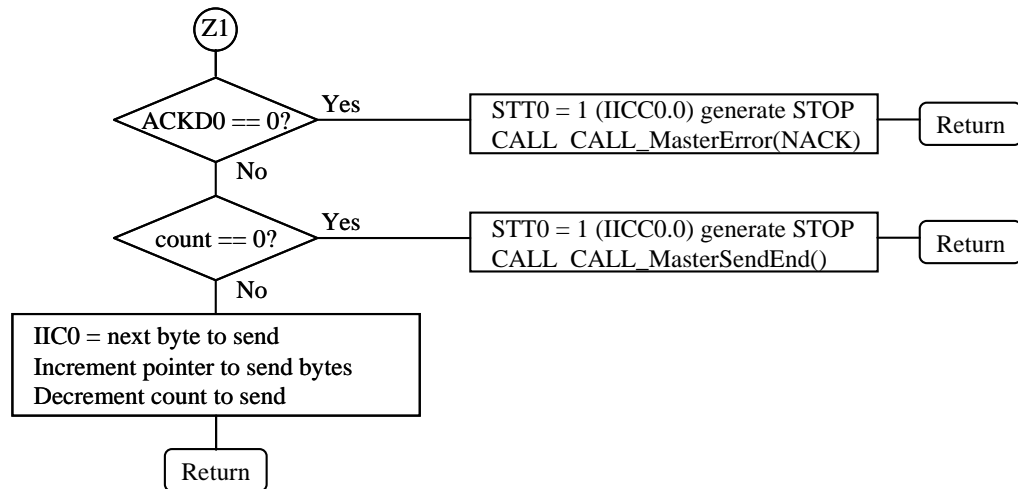 Z1
ACKD0 == 0?
Yes
STT0 = 1 (IICC0.0) generate STOP
CALL CALL_MasterError(NACK)
Return
No
count == 0?
Yes
STT0 = 1 (IICC0.0) generate STOP
CALL CALL_MasterSendEnd()
Return
No
IIC0 = next byte to send
Increment pointer to send bytes
Decrement count to send
Return